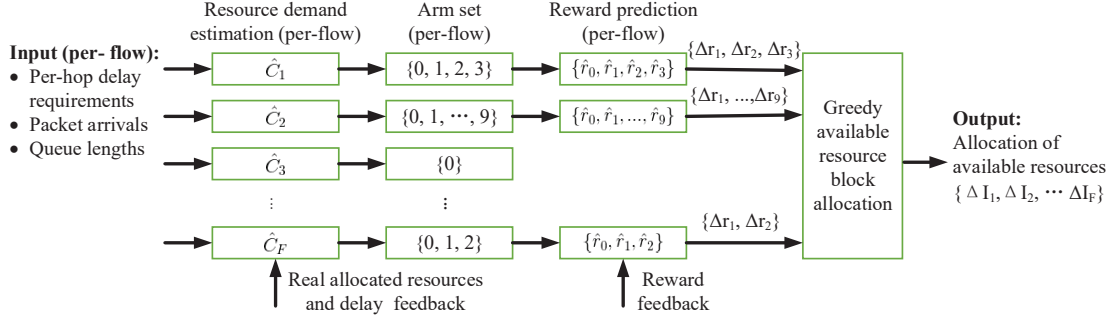 Resource demand
estimation (per-flow)
Arm set
(per-flow)
Reward prediction
(per-flow)
Input (per- flow):
• Per-hop delay
requirements
• Packet arrivals
• Queue lengths
Ĉ₁
{0, 1, 2, 3}
{r̂₀, r̂₁, r̂₂, r̂₃}
{Δr₁, Δr₂, Δr₃}
Ĉ₂
{0, 1, ⋯, 9}
{r̂₀, r̂₁, ..., r̂₉}
{Δr₁, ...,Δr₉}
Ĉ₃
{0}
⋮
⋮
Ĉ_F
{0, 1, 2}
{r̂₀, r̂₁, r̂₂}
{Δr₁, Δr₂}
Real allocated resources
and delay feedback
Reward
feedback
Greedy
available
resource
block
allocation
Output:
Allocation of
available resources
{ Δ I₁, Δ I₂, ⋯ ΔI_F}